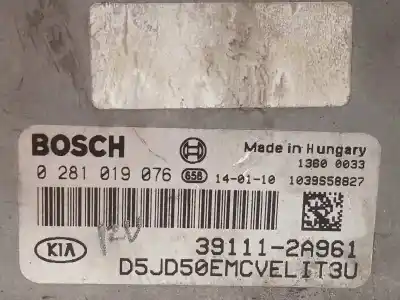 BOSCH
Made in Hungary
1360 0033
0 281 019 076 658 14-01-10 1039S58827
KIA
39111-2A961
D5JD50EMCVELIT3U